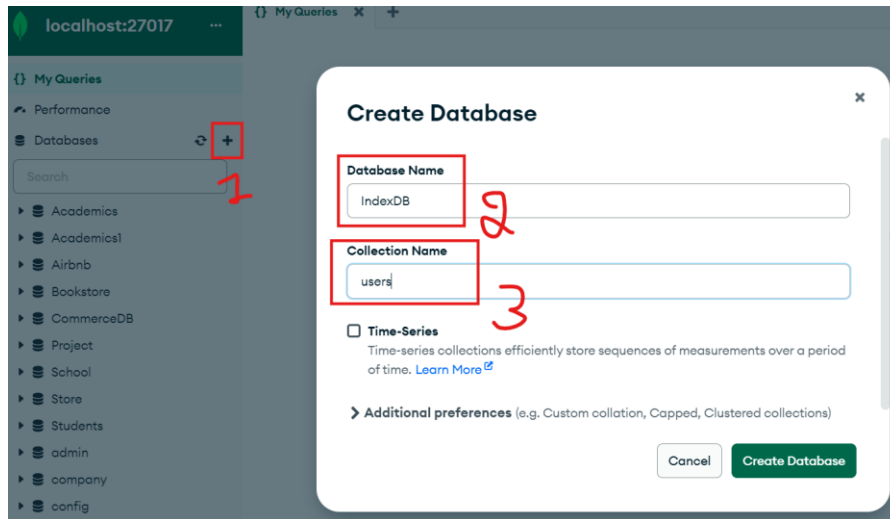 localhost:27017 ...
{} My Queries × +
{} My Queries
Performance
Databases +
1
Search
Academics
Academics1
Airbnb
Bookstore
CommerceDB
Project
School
Store
Students
admin
company
config
Create Database ×
Database Name
IndexDB
2
Collection Name
users
3
Time-Series
Time-series collections efficiently store sequences of measurements over a period
of time. Learn More
Additional preferences (e.g. Custom collation, Capped, Clustered collections)
Cancel Create Database